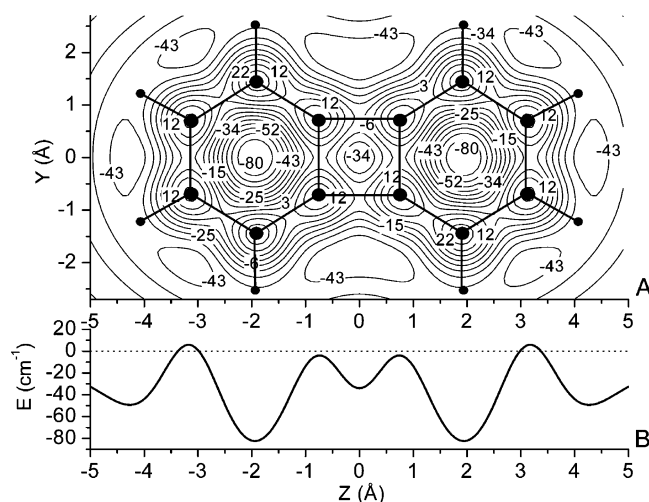 Y (Å)
2
1
0
-1
-2
-43 -43 -34 -43
22 12 3 12
12 12 -6 -25 12
-34 -52 -15
-80 -43 -34 -43 -80
-43 -43
-15 12 -52 -34
12 -25 3 12 -15 12
-25 22 12
-6
-43 -43 -43
A
-5 -4 -3 -2 -1 0 1 2 3 4 5
E (cm⁻¹)
20
0
-20
-40
-60
-80
B
-5 -4 -3 -2 -1 0 1 2 3 4 5
Z (Å)